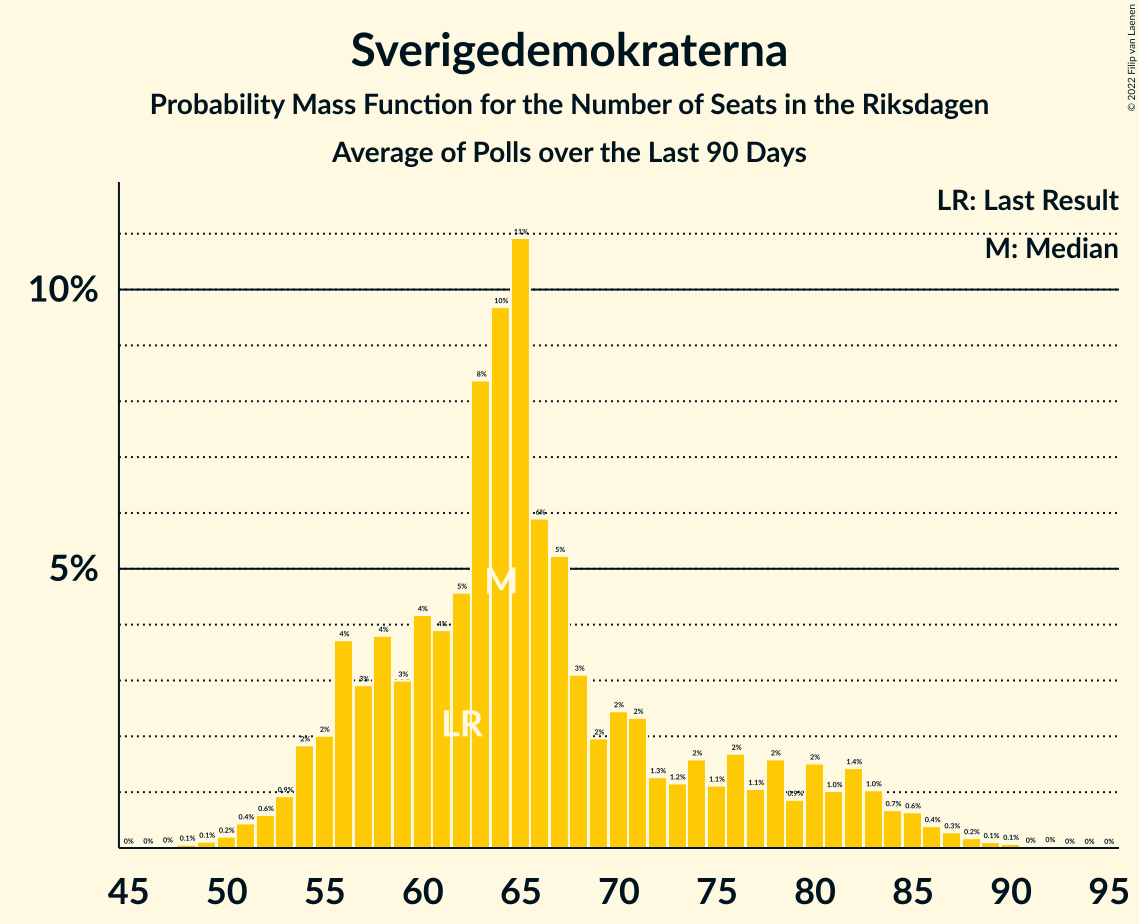 © 2022 Filip van Laenen
Sverigedemokraterna
Probability Mass Function for the Number of Seats in the Riksdagen
Average of Polls over the Last 90 Days
LR: Last Result
M: Median
10%
5%
0% 0% 0% 0.1% 0.1% 0.2% 0.4% 0.6% 0.9% 2% 2% 4% 3% 4% 3% 4% 4% 5% 8% 10% 11% 6% 5% 3% 2% 2% 2% 1.3% 1.2% 2% 1.1% 2% 1.1% 2% 0.9% 2% 1.0% 1.4% 1.0% 0.7% 0.6% 0.4% 0.3% 0.2% 0.1% 0.1% 0% 0% 0% 0% 0%
M
LR
45 50 55 60 65 70 75 80 85 90 95